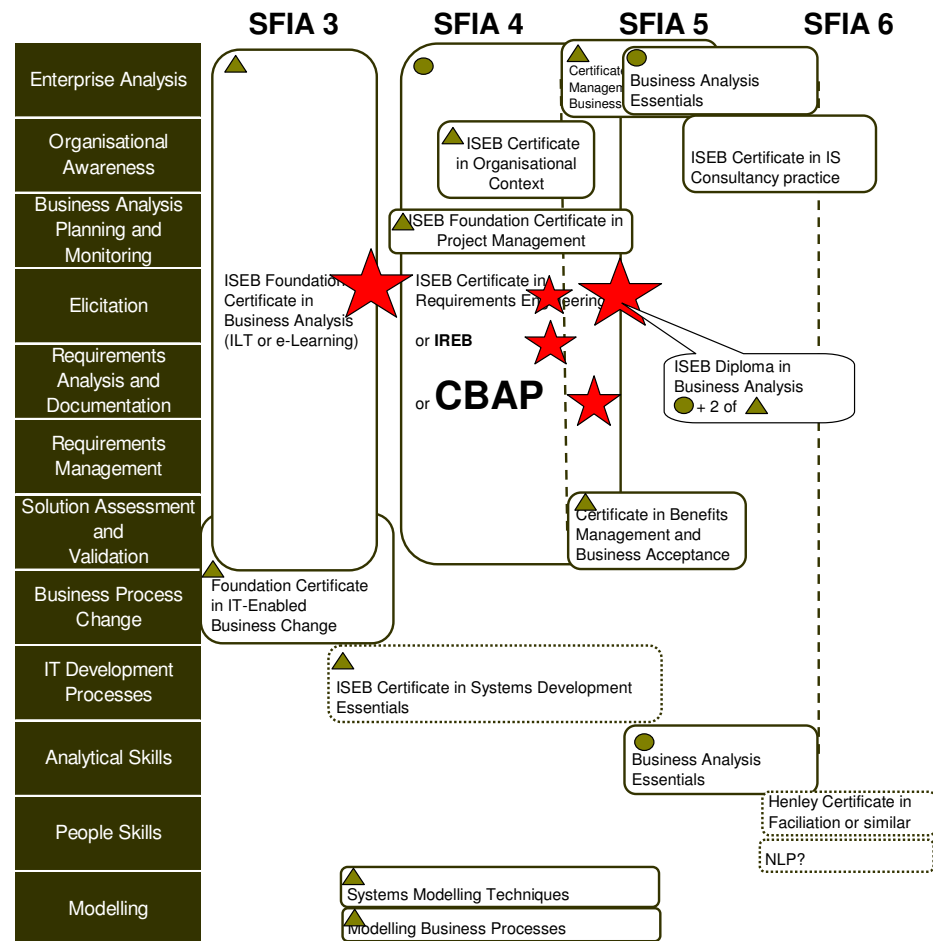 SFIA 3
SFIA 4
SFIA 5
SFIA 6
Enterprise Analysis
Certificate
Managem
Business
Business Analysis
Essentials
Organisational
Awareness
ISEB Certificate
in Organisational
Context
ISEB Certificate in IS
Consultancy practice
Business Analysis
Planning and
Monitoring
ISEB Foundation Certificate in
Project Management
Elicitation
ISEB Foundation
Certificate in
Business Analysis
(ILT or e-Learning)
ISEB Certificate in
Requirements Engineering
or IREB
or CBAP
Requirements
Analysis and
Documentation
ISEB Diploma in
Business Analysis
+ 2 of
Requirements
Management
Solution Assessment
and
Validation
Certificate in Benefits
Management and
Business Acceptance
Business Process
Change
Foundation Certificate
in IT-Enabled
Business Change
IT Development
Processes
ISEB Certificate in Systems Development
Essentials
Analytical Skills
Business Analysis
Essentials
People Skills
Henley Certificate in
Faciliation or similar
NLP?
Modelling
Systems Modelling Techniques
Modelling Business Processes